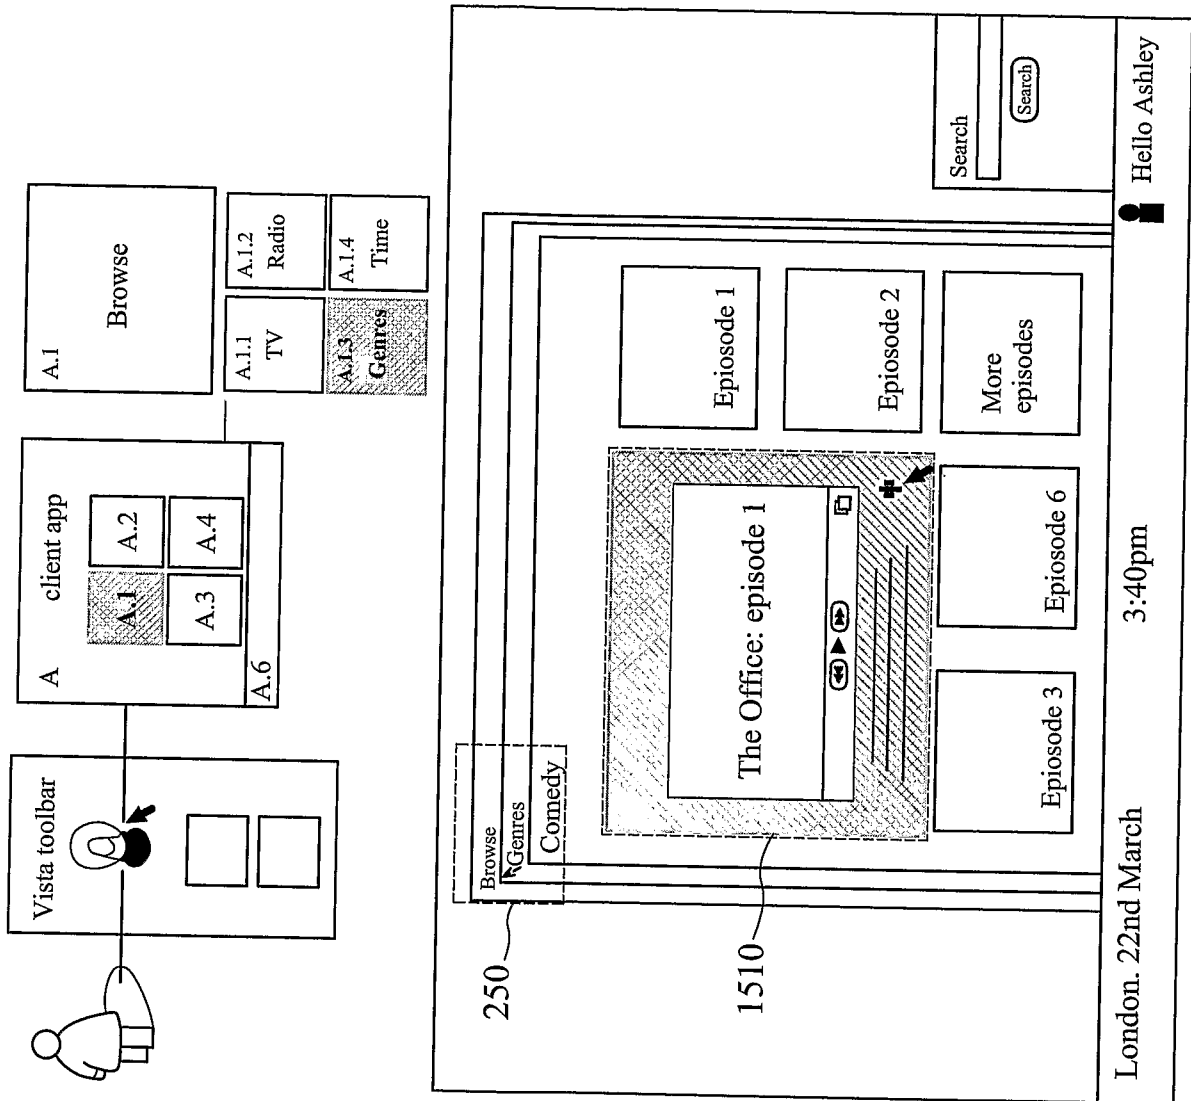 Vista toolbar
A
client app
A.1
A.2
A.3
A.4
A.6
A.1
Browse
A.1.1
TV
A.1.2
Radio
A.1.3
Genres
A.1.4
Time
250
Browse
Genres
Comedy
1510
The Office: episode 1
Epiosode 1
Epiosode 2
More
episodes
Epiosode 3
Epiosode 6
Search
Search
London. 22nd March
3:40pm
Hello Ashley